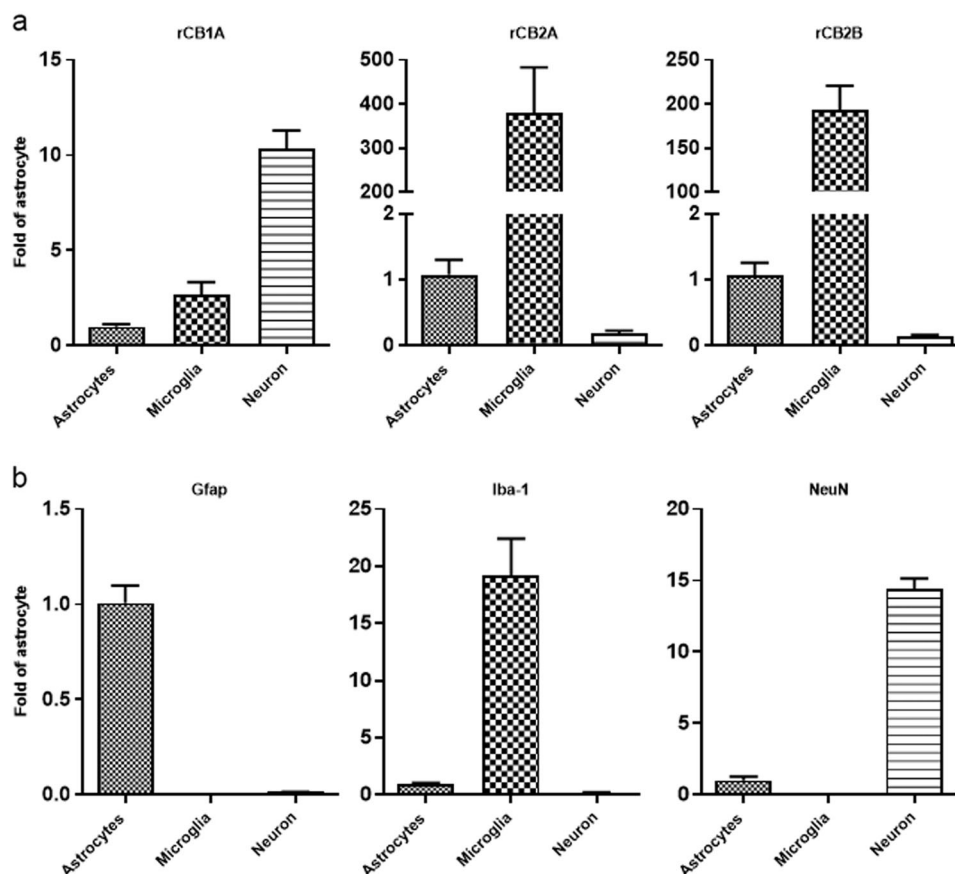 a
rCB1A
rCB2A
rCB2B
Fold of astrocyte
15
10
5
0
500
400
300
200
2
1
0
250
200
150
100
2
1
0
Astrocytes
Microglia
Neuron
Astrocytes
Microglia
Neuron
Astrocytes
Microglia
Neuron
b
Gfap
Iba-1
NeuN
Fold of astrocyte
1.5
1.0
0.5
0.0
25
20
15
10
5
0
20
15
10
5
0
Astrocytes
Microglia
Neuron
Astrocytes
Microglia
Neuron
Astrocytes
Microglia
Neuron